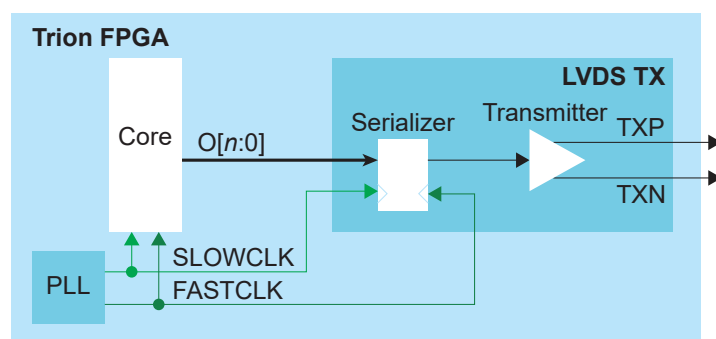 Trion FPGA
LVDS TX
Core
O[n:0]
Serializer
Transmitter
TXP
TXN
PLL
SLOWCLK
FASTCLK